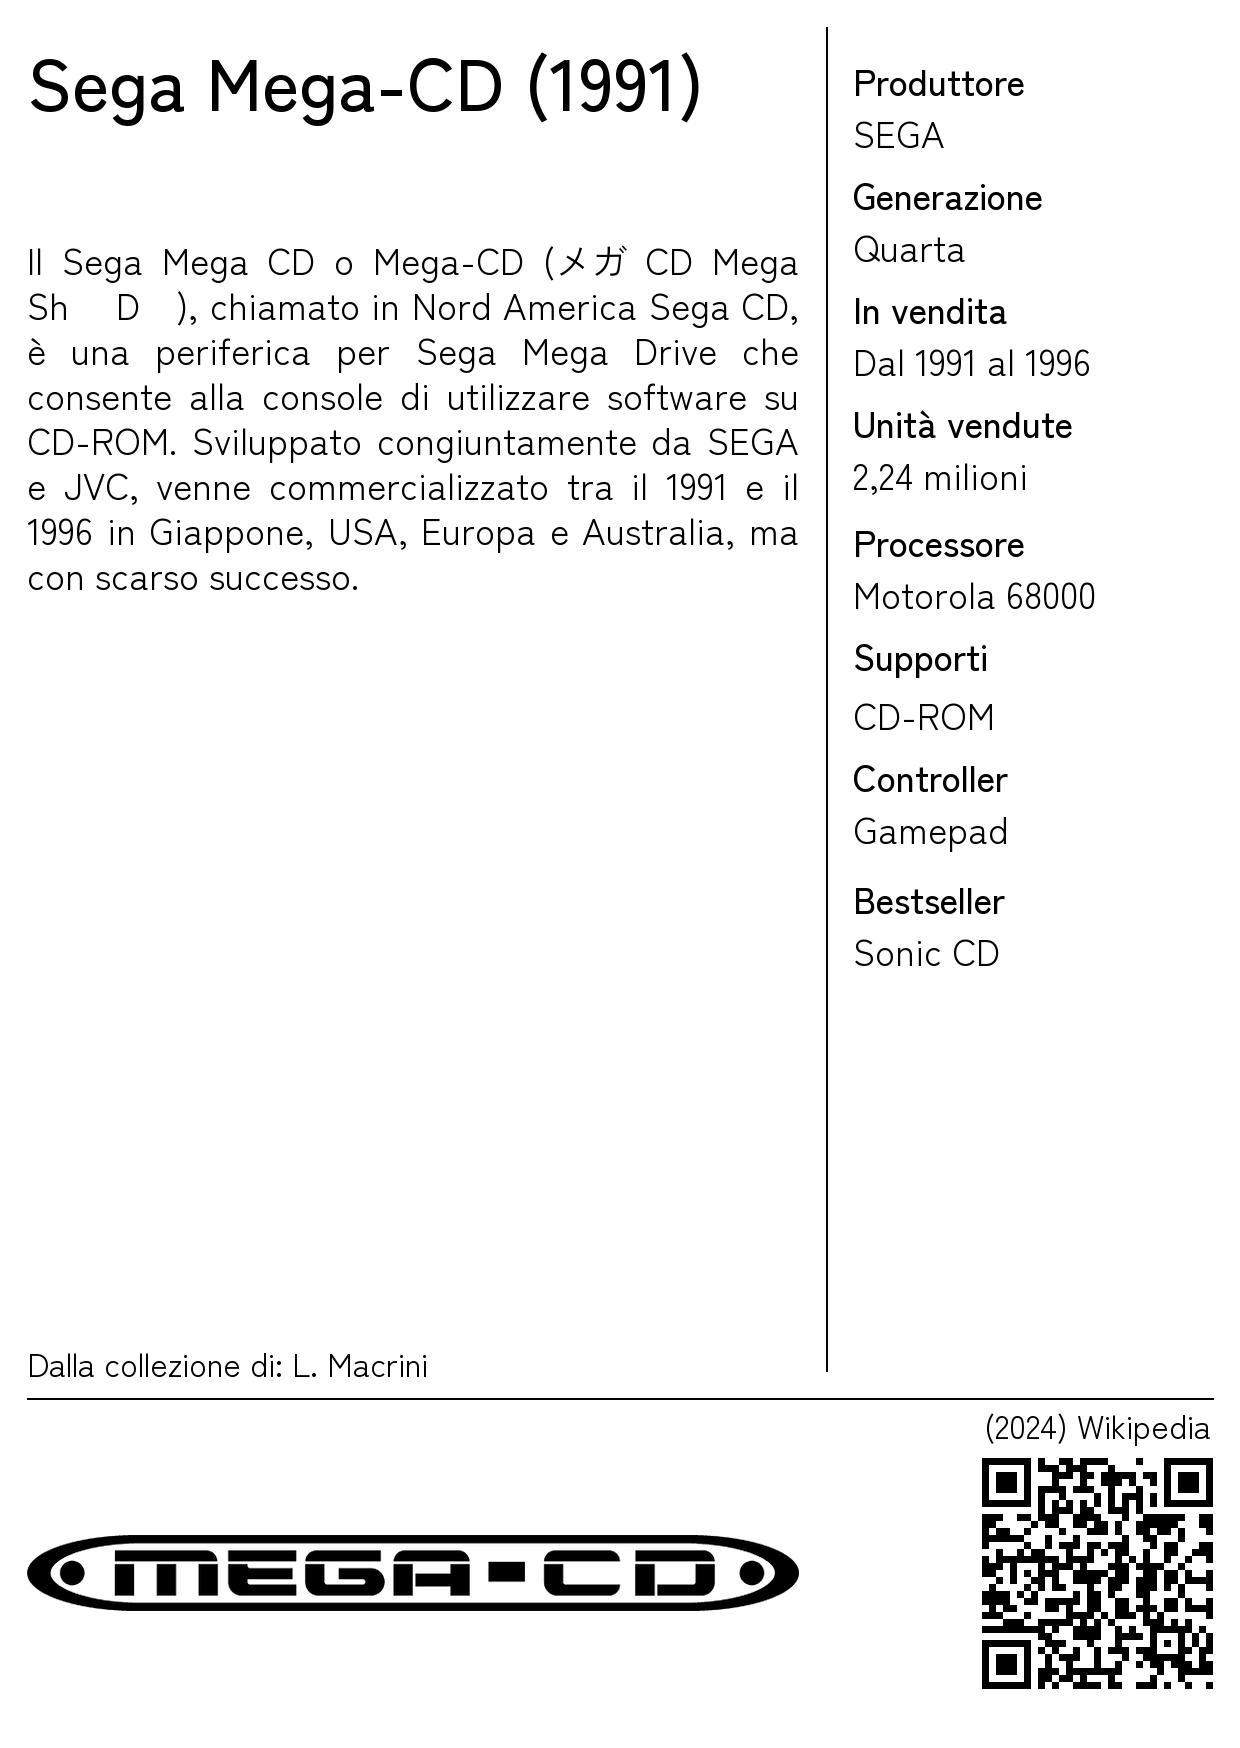 Sega Mega-CD (1991)
Il Sega Mega CD o Mega-CD (メガ CD Mega
Sh D ), chiamato in Nord America Sega CD,
è una periferica per Sega Mega Drive che
consente alla console di utilizzare software su
CD-ROM. Sviluppato congiuntamente da SEGA
e JVC, venne commercializzato tra il 1991 e il
1996 in Giappone, USA, Europa e Australia, ma
con scarso successo.
Produttore
SEGA
Generazione
Quarta
In vendita
Dal 1991 al 1996
Unità vendute
2,24 milioni
Processore
Motorola 68000
Supporti
CD-ROM
Controller
Gamepad
Bestseller
Sonic CD
Dalla collezione di: L. Macrini
(2024) Wikipedia
MEGA-CD